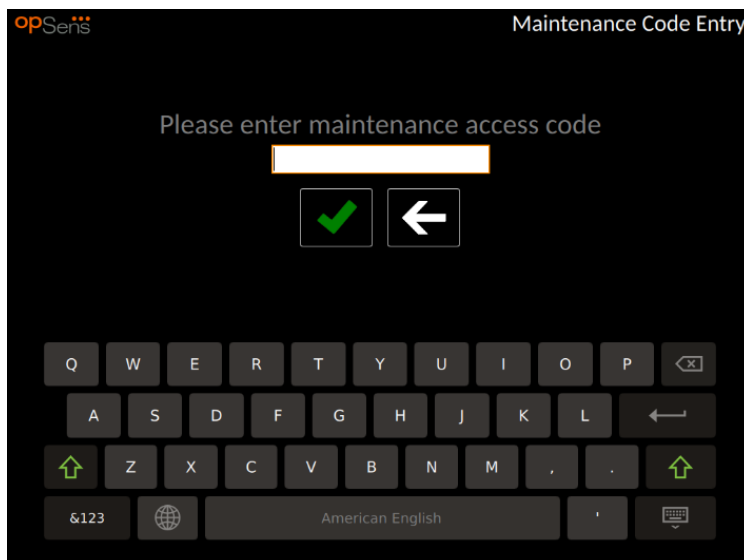 opSens
Maintenance Code Entry
Please enter maintenance access code
Q W E R T Y U I O P
A S D F G H J K L
Z X C V B N M , .
&123 American English '